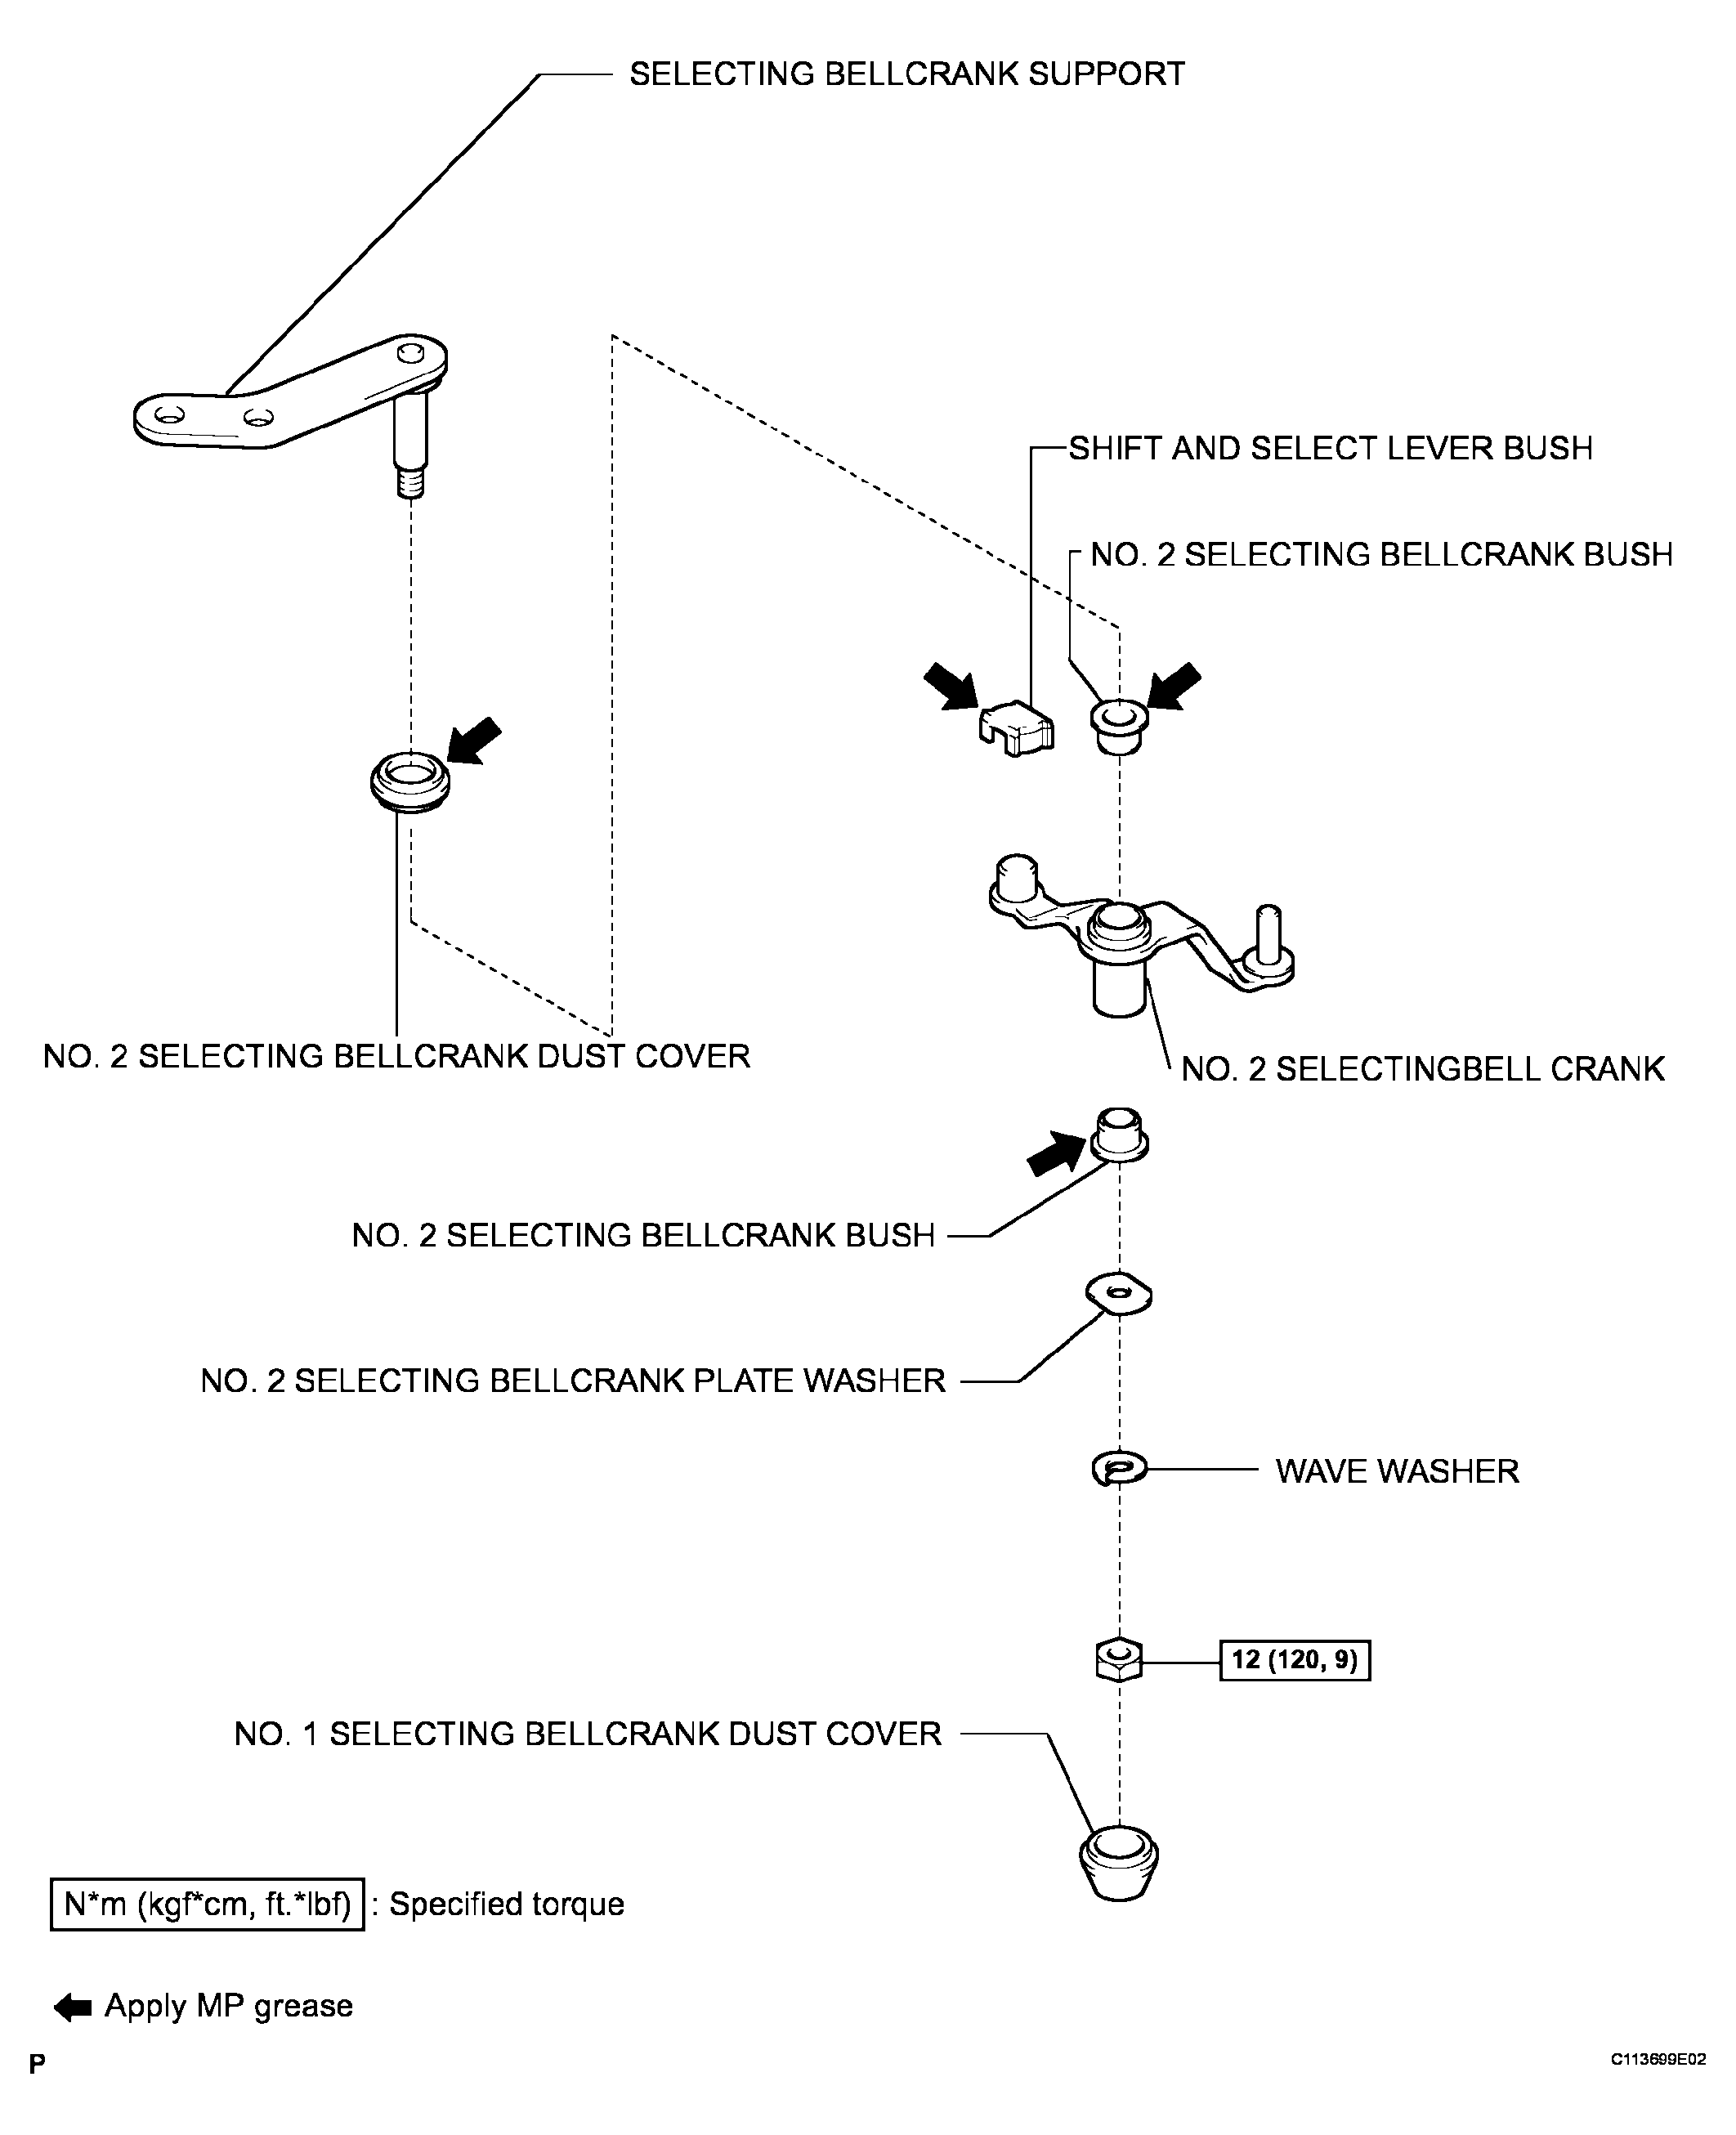 SELECTING BELLCRANK SUPPORT
SHIFT AND SELECT LEVER BUSH
NO. 2 SELECTING BELLCRANK BUSH
NO. 2 SELECTING BELLCRANK DUST COVER
NO. 2 SELECTINGBELL CRANK
NO. 2 SELECTING BELLCRANK BUSH
NO. 2 SELECTING BELLCRANK PLATE WASHER
WAVE WASHER
12 (120, 9)
NO. 1 SELECTING BELLCRANK DUST COVER
N*m (kgf*cm, ft.*lbf) : Specified torque
Apply MP grease
P
C113699E02